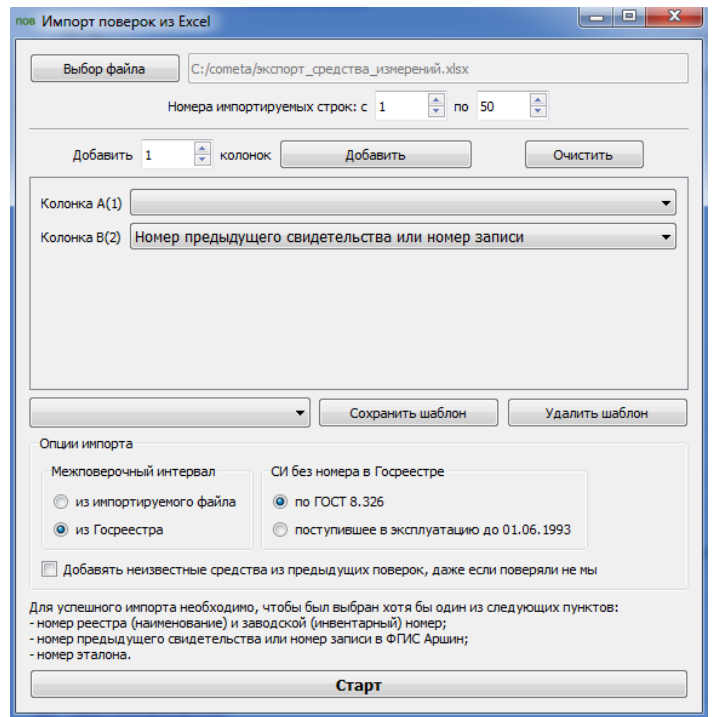 пов Импорт поверок из Excel
Выбор файла C:/cometa/экспорт_средства_измерений.xlsx
Номера импортируемых строк: с 1 по 50
Добавить 1 колонок Добавить Очистить
Колонка A(1)
Колонка B(2) Номер предыдущего свидетельства или номер записи
Сохранить шаблон Удалить шаблон
Опции импорта
Межповерочный интервал СИ без номера в Госреестре
из импортируемого файла по ГОСТ 8.326
из Госреестра поступившее в эксплуатацию до 01.06.1993
Добавять неизвестные средства из предыдущих поверок, даже если поверяли не мы
Для успешного импорта необходимо, чтобы был выбран хотя бы один из следующих пунктов:
- номер реестра (наименование) и заводской (инвентарный) номер;
- номер предыдущего свидетельства или номер записи в ФГИС Аршин;
- номер эталона.
Старт